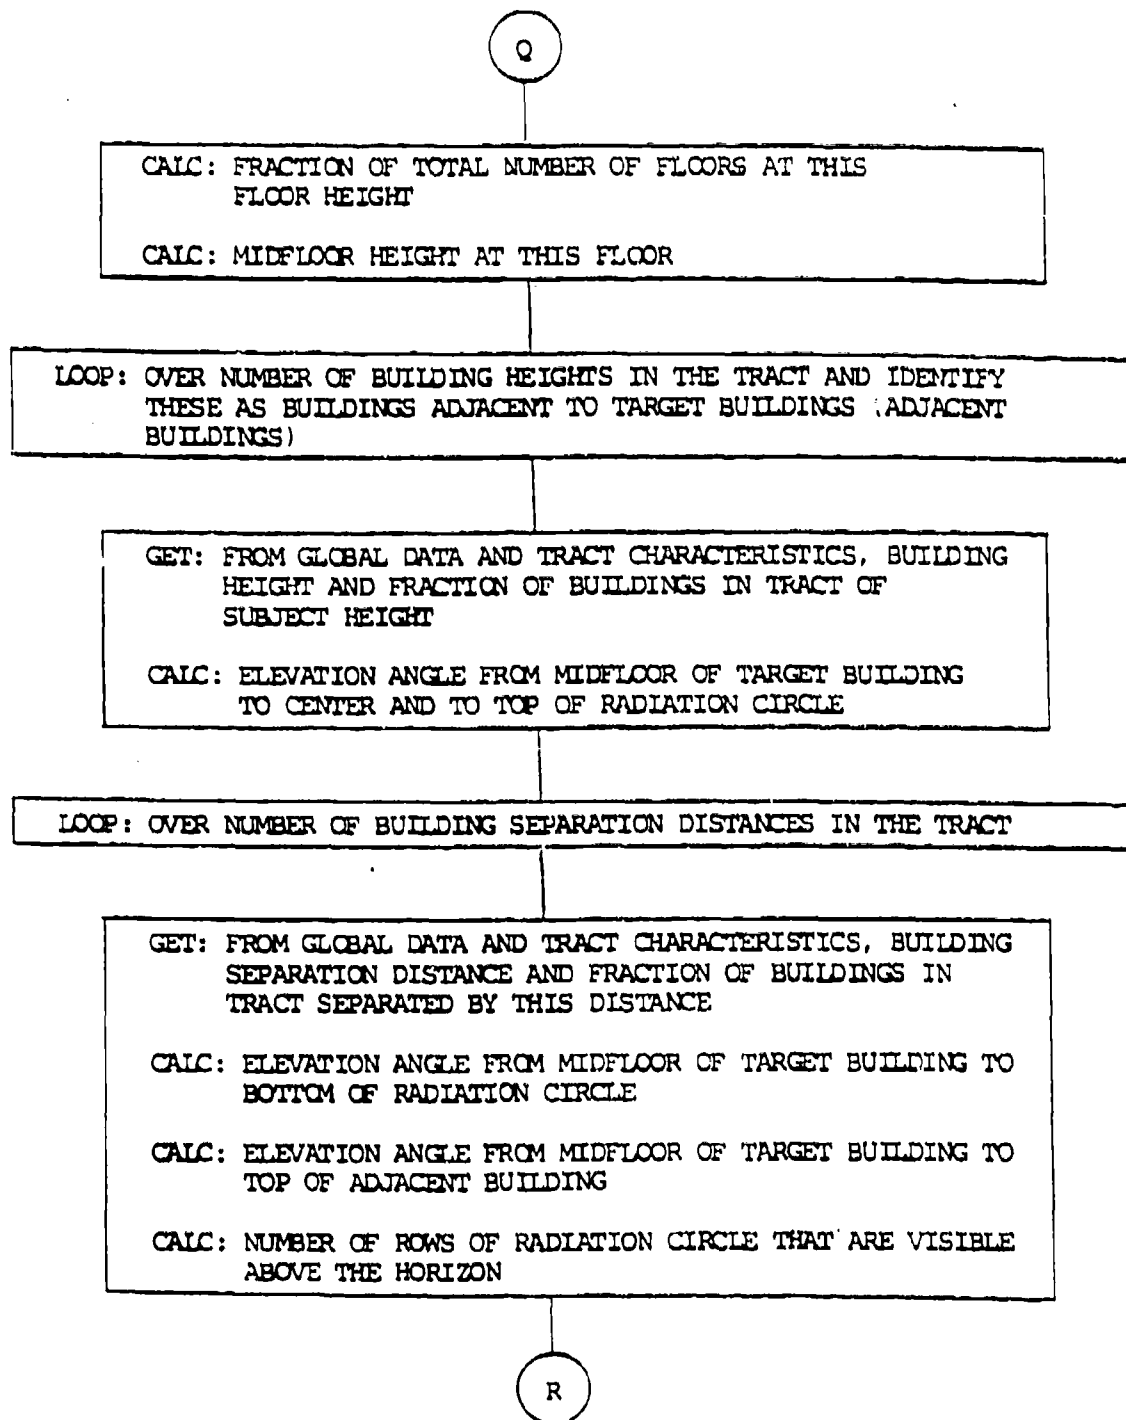 Q
CALC: FRACTION OF TOTAL NUMBER OF FLOORS AT THIS
FLOOR HEIGHT
CALC: MIDFLOOR HEIGHT AT THIS FLOOR
LOOP: OVER NUMBER OF BUILDING HEIGHTS IN THE TRACT AND IDENTIFY
THESE AS BUILDINGS ADJACENT TO TARGET BUILDINGS (ADJACENT
BUILDINGS)
GET: FROM GLOBAL DATA AND TRACT CHARACTERISTICS, BUILDING
HEIGHT AND FRACTION OF BUILDINGS IN TRACT OF
SUBJECT HEIGHT
CALC: ELEVATION ANGLE FROM MIDFLOOR OF TARGET BUILDING
TO CENTER AND TO TOP OF RADIATION CIRCLE
LOOP: OVER NUMBER OF BUILDING SEPARATION DISTANCES IN THE TRACT
GET: FROM GLOBAL DATA AND TRACT CHARACTERISTICS, BUILDING
SEPARATION DISTANCE AND FRACTION OF BUILDINGS IN
TRACT SEPARATED BY THIS DISTANCE
CALC: ELEVATION ANGLE FROM MIDFLOOR OF TARGET BUILDING TO
BOTTOM OF RADIATION CIRCLE
CALC: ELEVATION ANGLE FROM MIDFLOOR OF TARGET BUILDING TO
TOP OF ADJACENT BUILDING
CALC: NUMBER OF ROWS OF RADIATION CIRCLE THAT ARE VISIBLE
ABOVE THE HORIZON
R